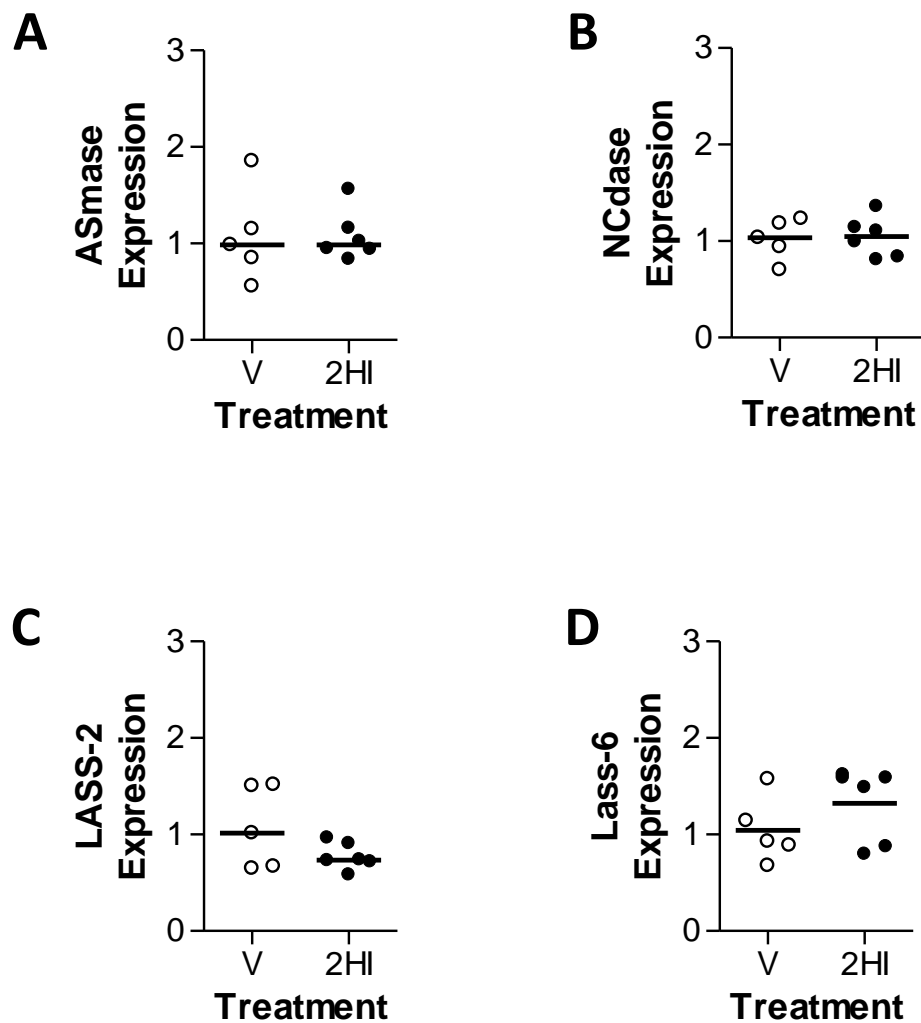 A
ASmase
Expression
3
2
1
0
V 2HI
Treatment
B
NCdase
Expression
3
2
1
0
V 2HI
Treatment
C
LASS-2
Expression
3
2
1
0
V 2HI
Treatment
D
Lass-6
Expression
3
2
1
0
V 2HI
Treatment